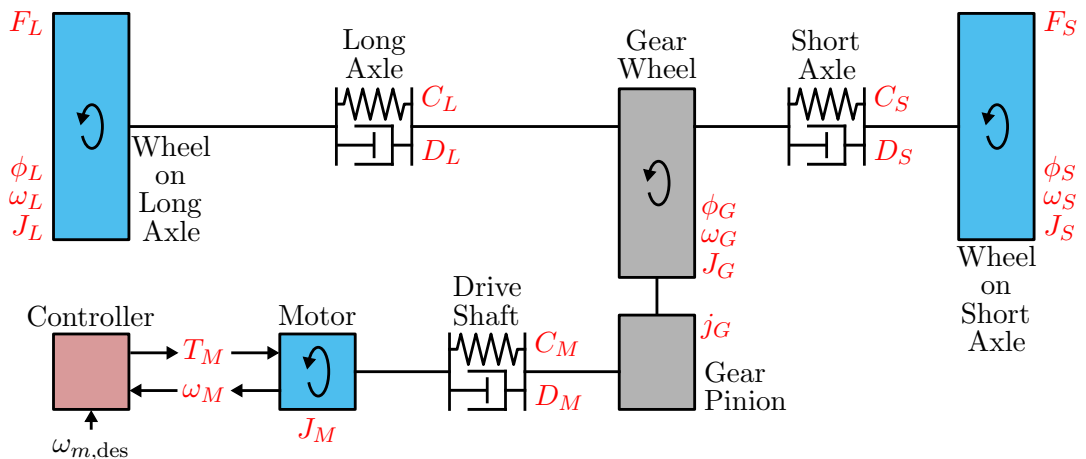 F_L
Long
Axle
Gear
Wheel
Short
Axle
F_S
C_L
C_S
D_L
D_S
Wheel
on
Long
Axle
ϕ_L
ω_L
J_L
ϕ_G
ω_G
J_G
ϕ_S
ω_S
J_S
Wheel
on
Short
Axle
Controller
Motor
Drive
Shaft
T_M
ω_M
J_M
C_M
D_M
j_G
Gear
Pinion
ω_{m,des}